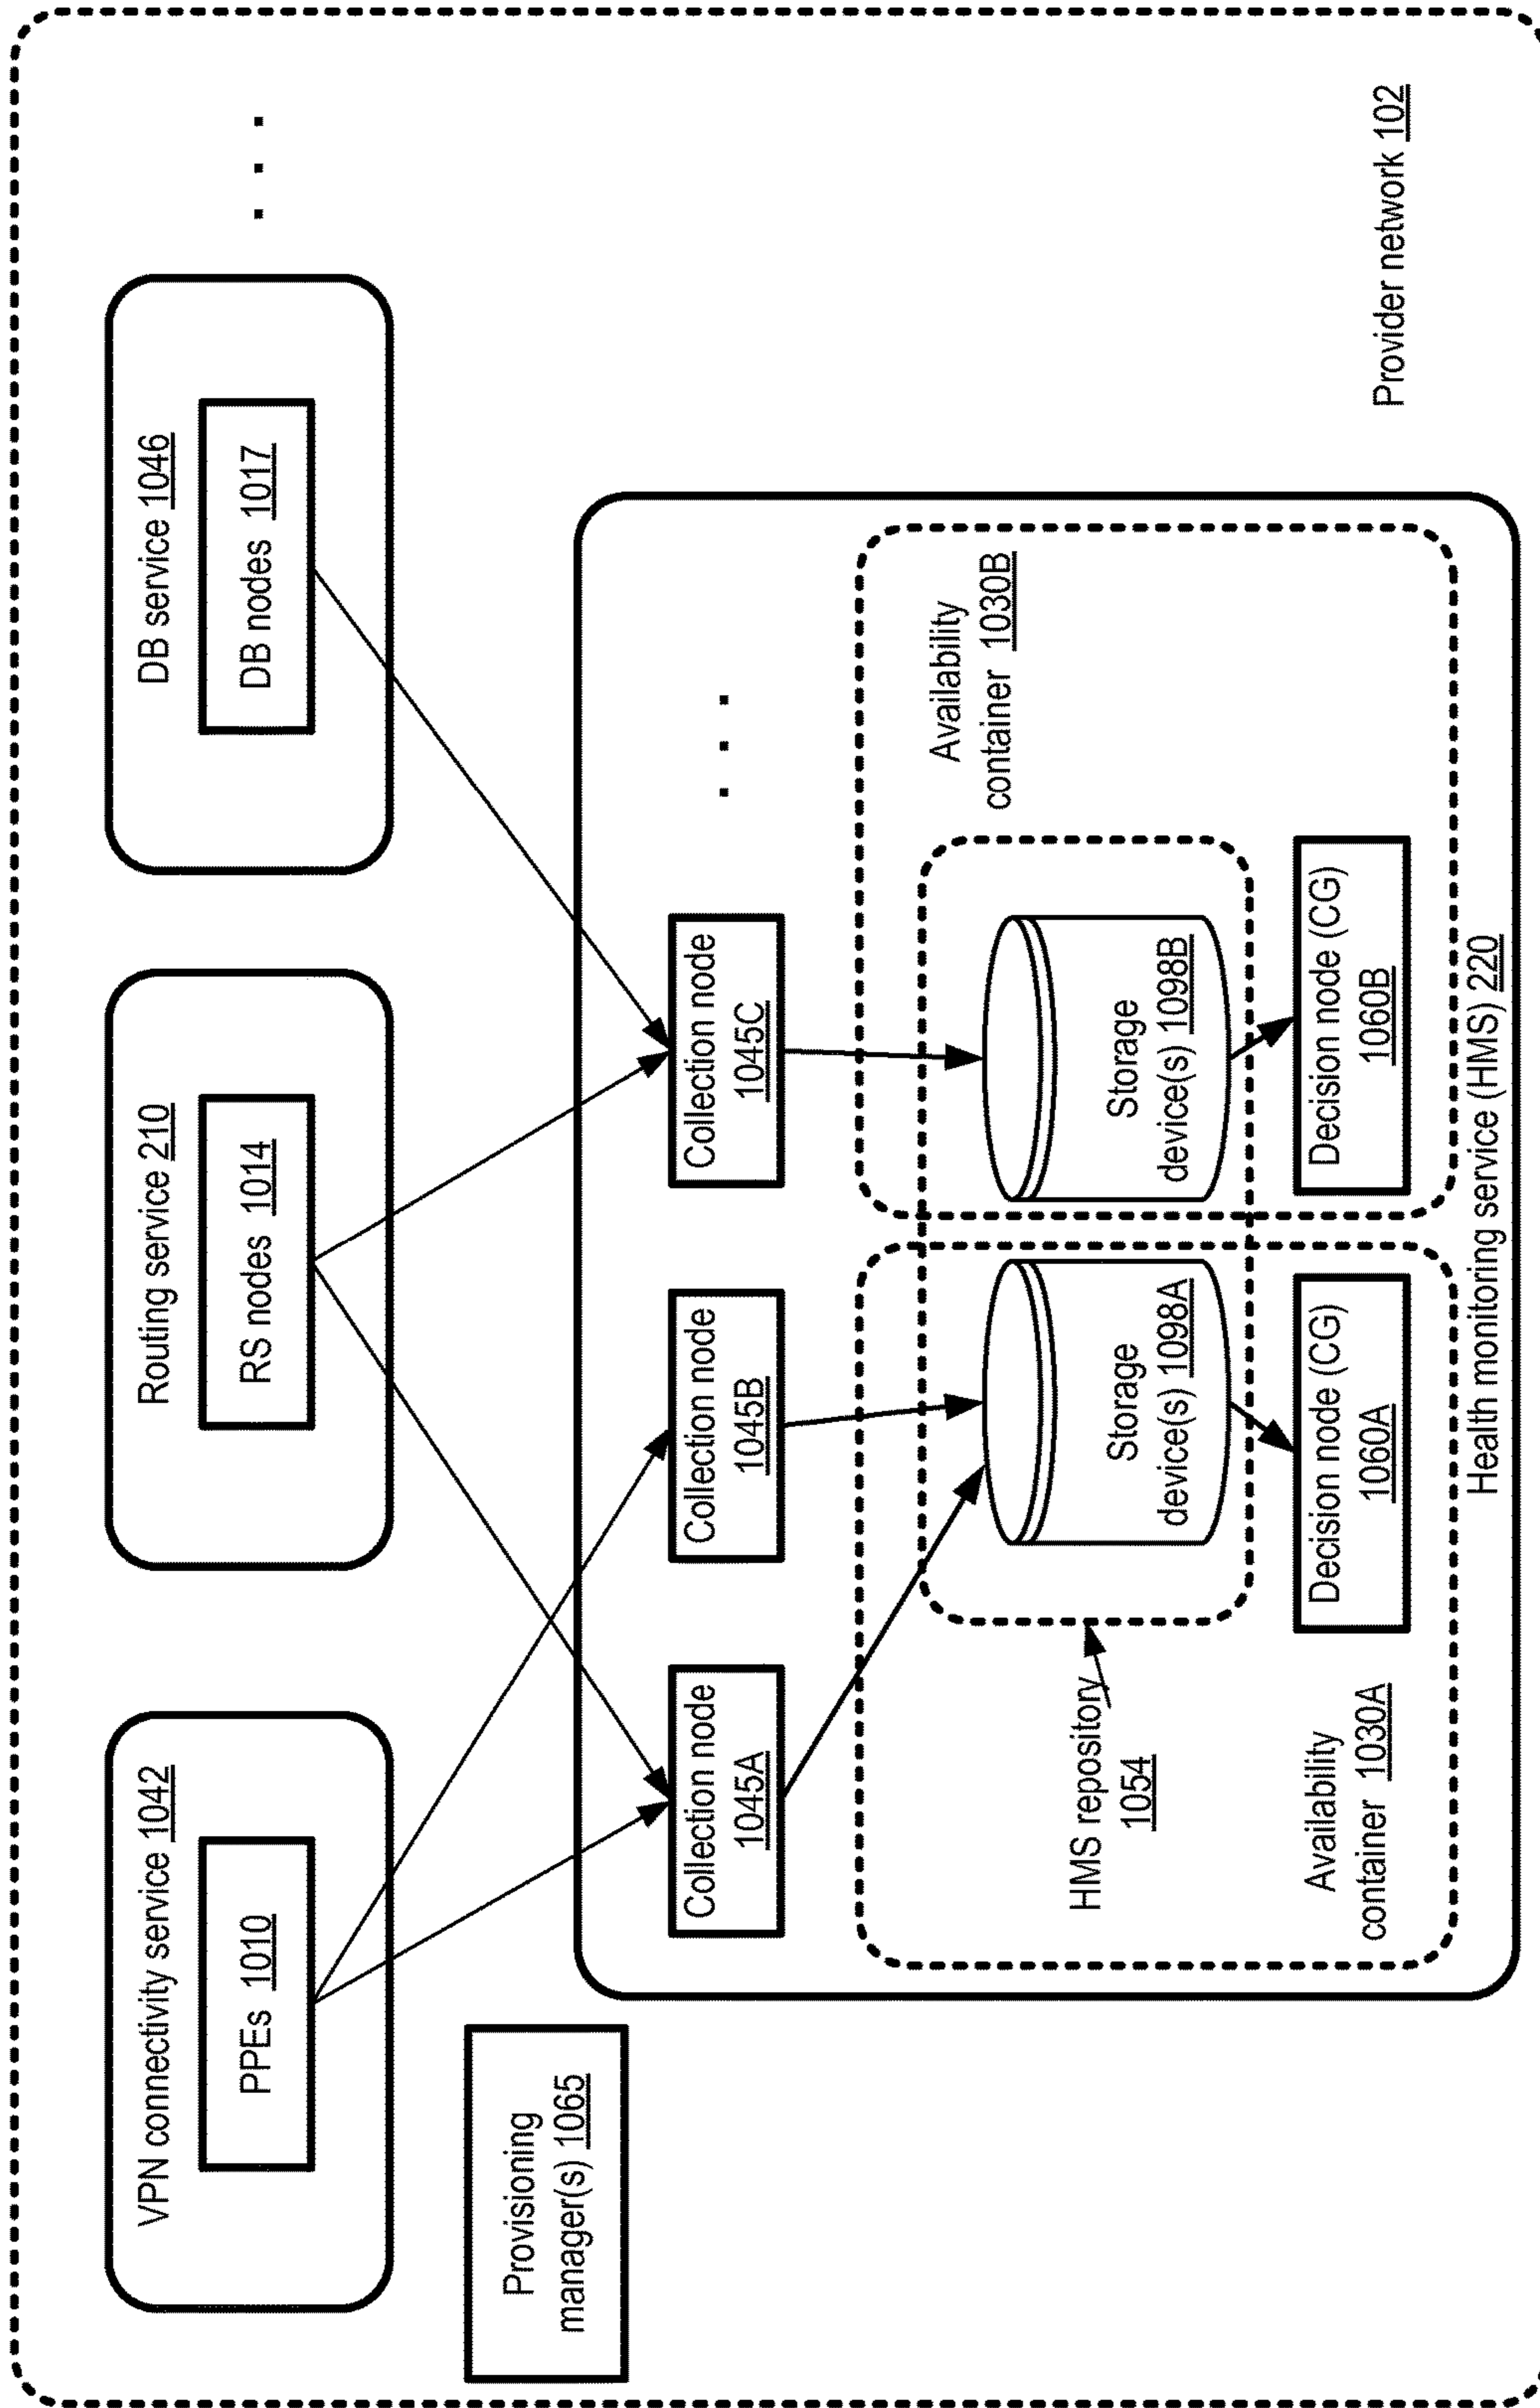 VPN connectivity service 1042
PPEs 1010
Routing service 210
RS nodes 1014
DB service 1046
DB nodes 1017
. . .
Provisioning
manager(s) 1065
Collection node
1045A
Collection node
1045B
Collection node
1045C
. . .
HMS repository
1054
Storage
device(s) 1098A
Storage
device(s) 1098B
Availability
container 1030B
Availability
container 1030A
Decision node (CG)
1060A
Decision node (CG)
1060B
Health monitoring service (HMS) 220
Provider network 102